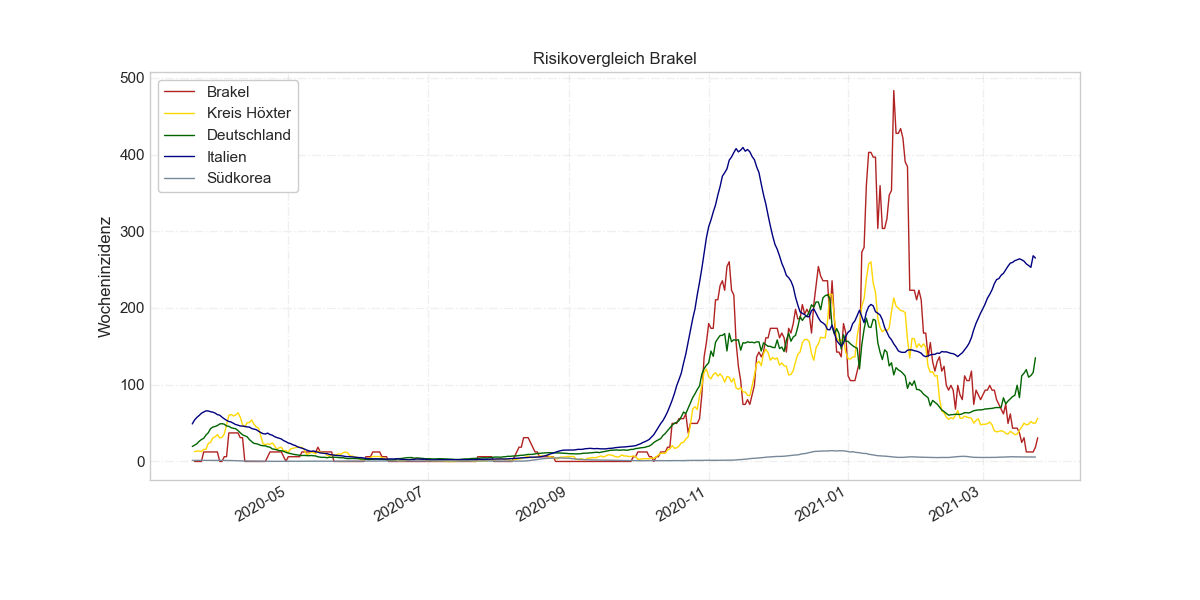 Risikovergleich Brakel
Wocheninzidenz
500
400
300
200
100
0
Brakel
Kreis Höxter
Deutschland
Italien
Südkorea
2020-05
2020-07
2020-09
2020-11
2021-01
2021-03